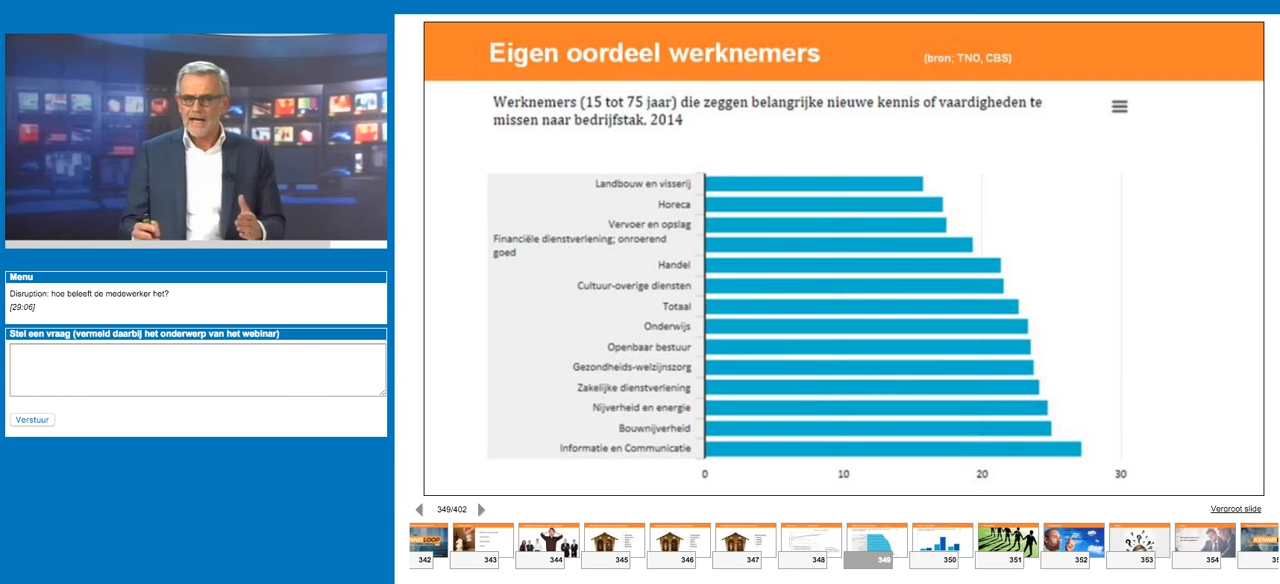 Menu
Disruption: hoe beleeft de medewerker het?
[29:06]
Stel een vraag (vermeld daarbij het onderwerp van het webinar)
Verstuur
Eigen oordeel werknemers
(bron; TNO, CBS)
Werknemers (15 tot 75 jaar) die zeggen belangrijke nieuwe kennis of vaardigheden te
missen naar bedrijfstak, 2014
Landbouw en visserij
Horeca
Vervoer en opslag
Financiële dienstverlening; onroerend
goed
Handel
Cultuur-overige diensten
Totaal
Onderwijs
Openbaar bestuur
Gezondheids-welzijnszorg
Zakelijke dienstverlening
Nijverheid en energie
Bouwnijverheid
Informatie en Communicatie
0 10 20 30
349/402
Vergroot slide
342 343 344 345 346 347 348 349 350 351 352 353 354